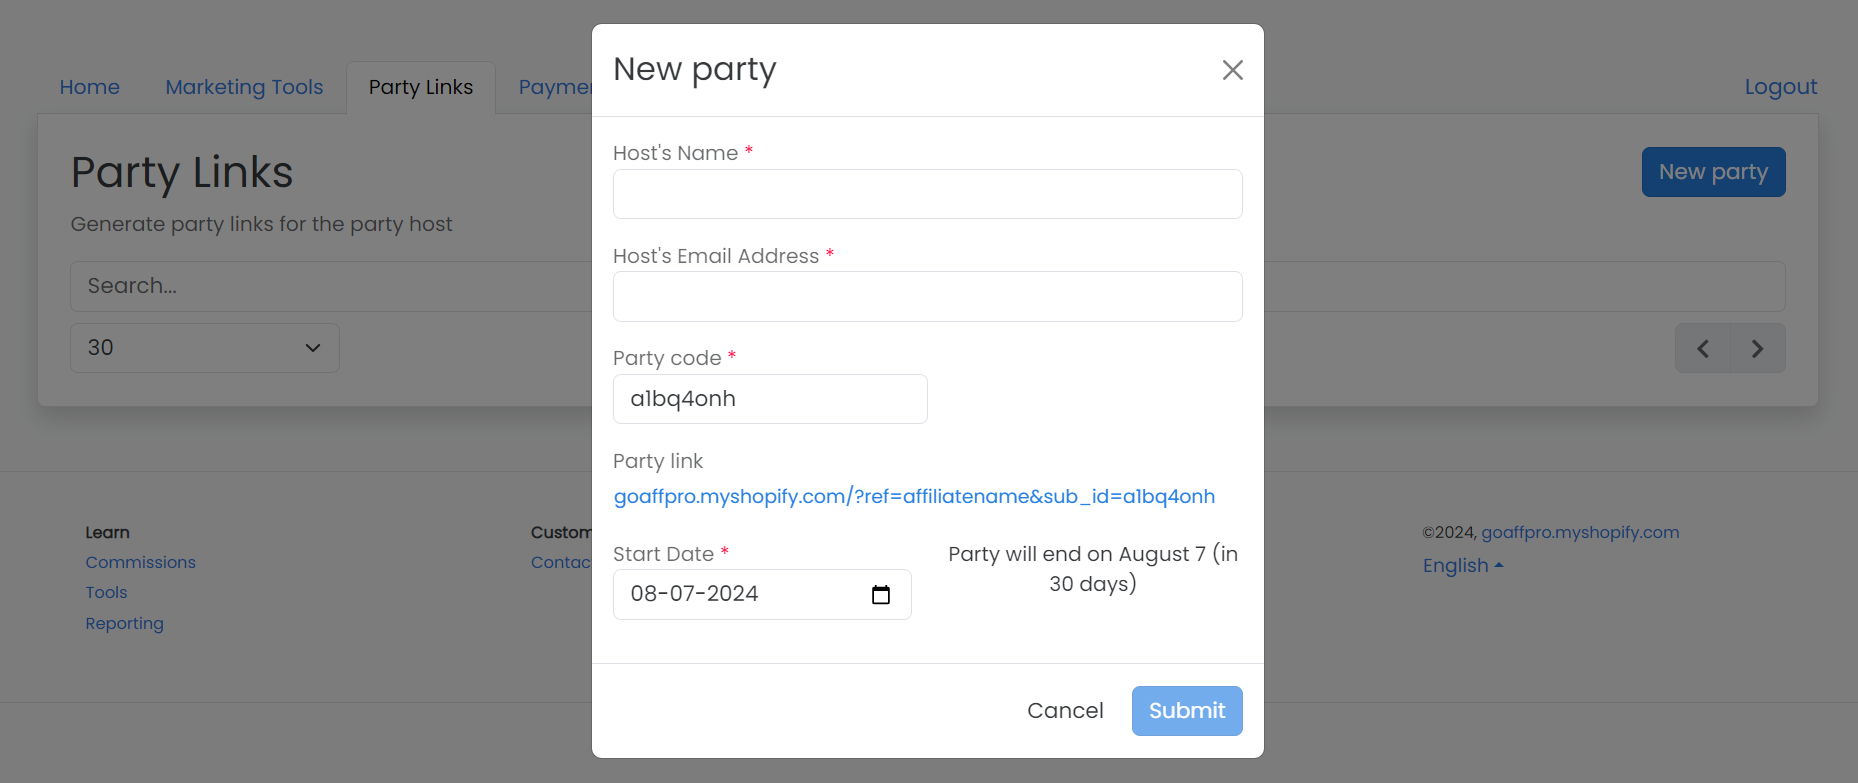 New party
Home
Marketing Tools
Party Links
Logout
Party Links
Generate party links for the party host
New party
Search...
30
Host's Name *
Host's Email Address *
Party code *
a1bq4onh
Party link
goaffpro.myshopify.com/?ref=affiliatename&sub_id=a1bq4onh
Start Date *
08-07-2024
Party will end on August 7 (in
30 days)
Cancel
Submit
Learn
Commissions
Tools
Reporting
©2024, goaffpro.myshopify.com
English